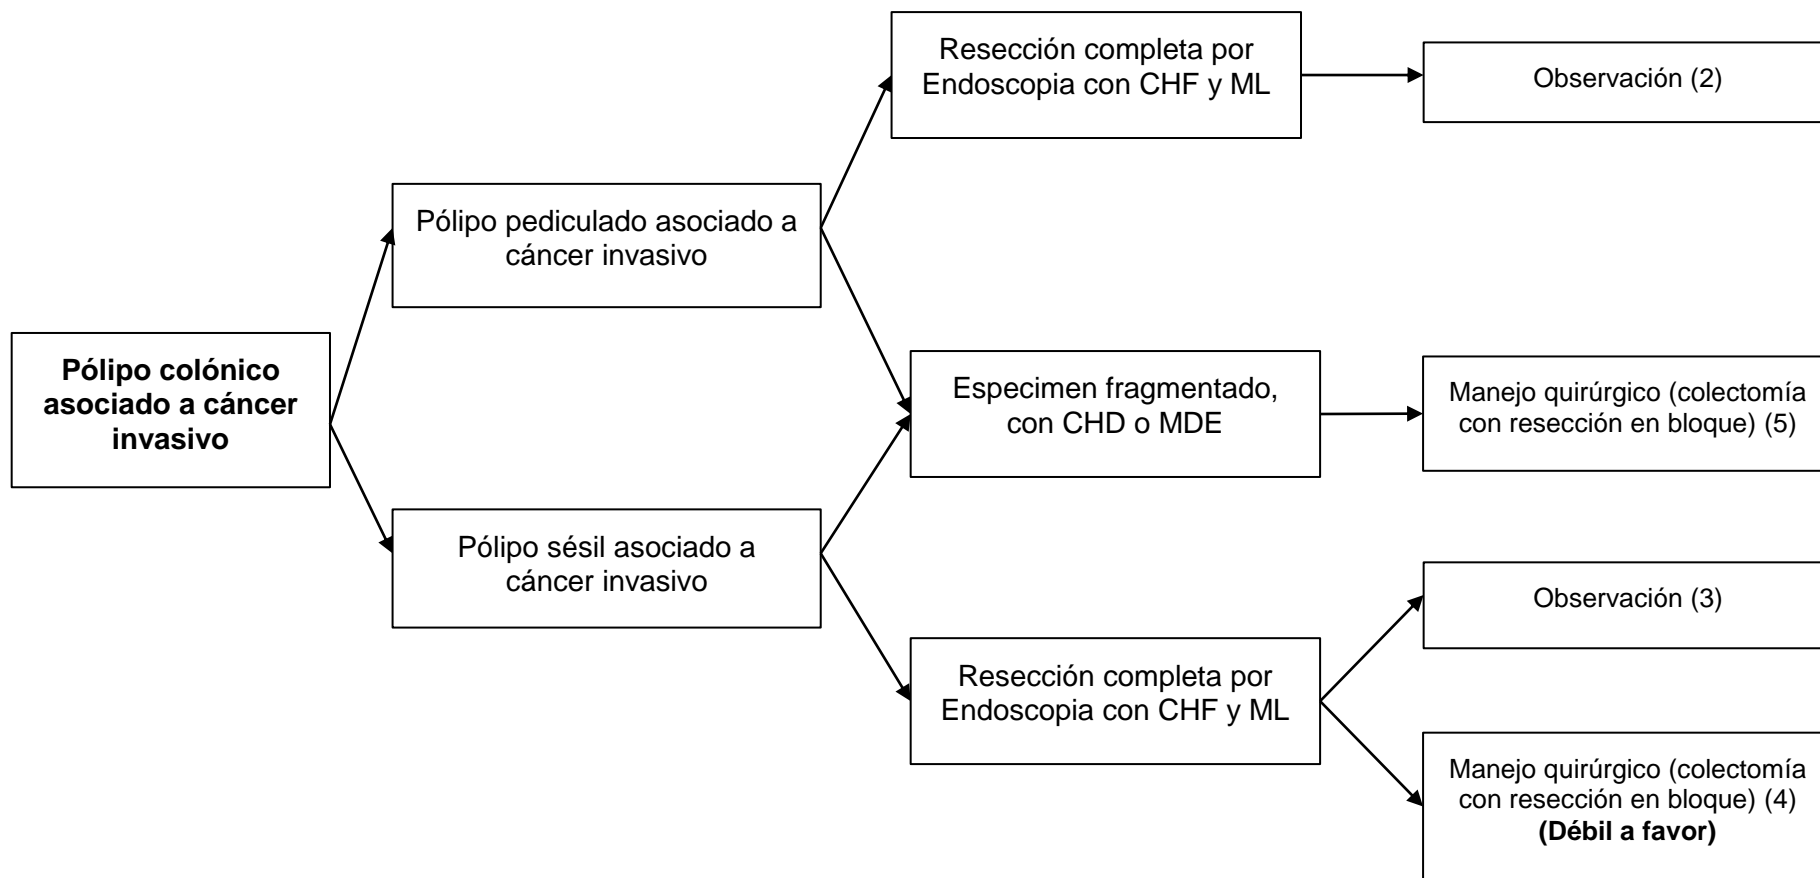 Pólipo colónico
asociado a cáncer
invasivo
Pólipo pediculado asociado a
cáncer invasivo
Pólipo sésil asociado a
cáncer invasivo
Resección completa por
Endoscopia con CHF y ML
Especimen fragmentado,
con CHD o MDE
Resección completa por
Endoscopia con CHF y ML
Observación (2)
Manejo quirúrgico (colectomía
con resección en bloque) (5)
Observación (3)
Manejo quirúrgico (colectomía
con resección en bloque) (4)
(Débil a favor)